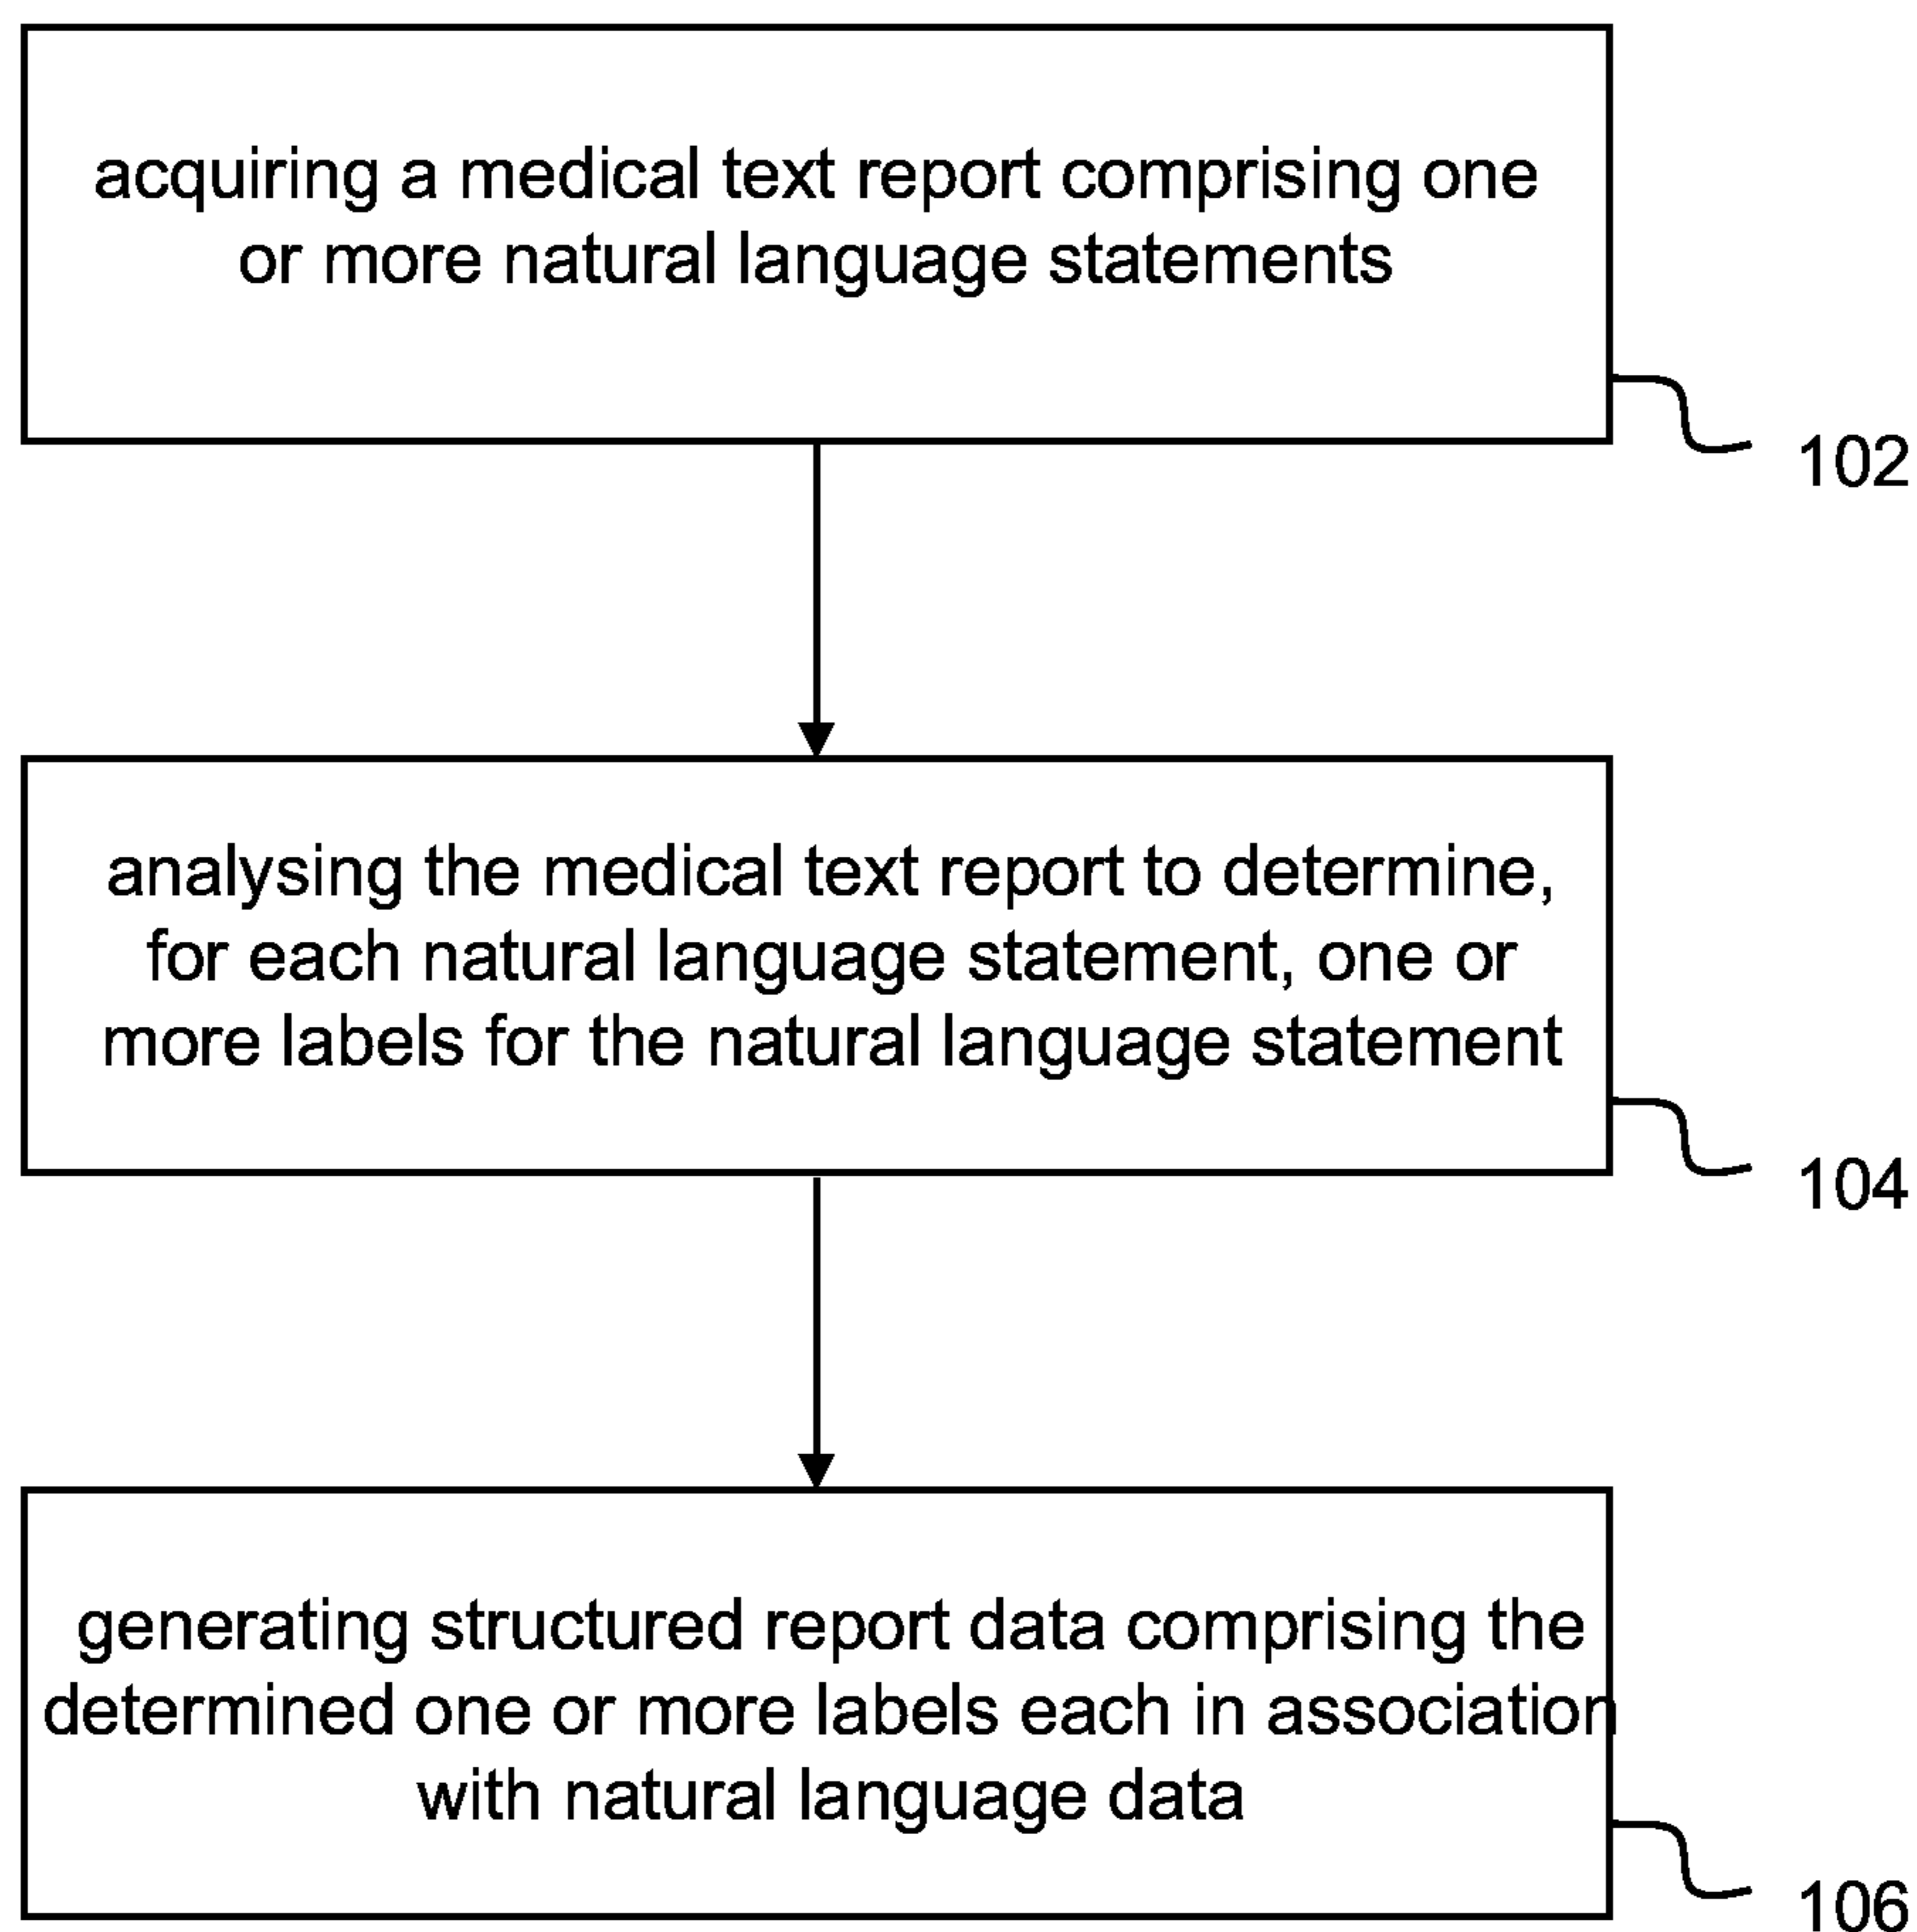 acquiring a medical text report comprising one
or more natural language statements
102
analysing the medical text report to determine,
for each natural language statement, one or
more labels for the natural language statement
104
generating structured report data comprising the
determined one or more labels each in association
with natural language data
106